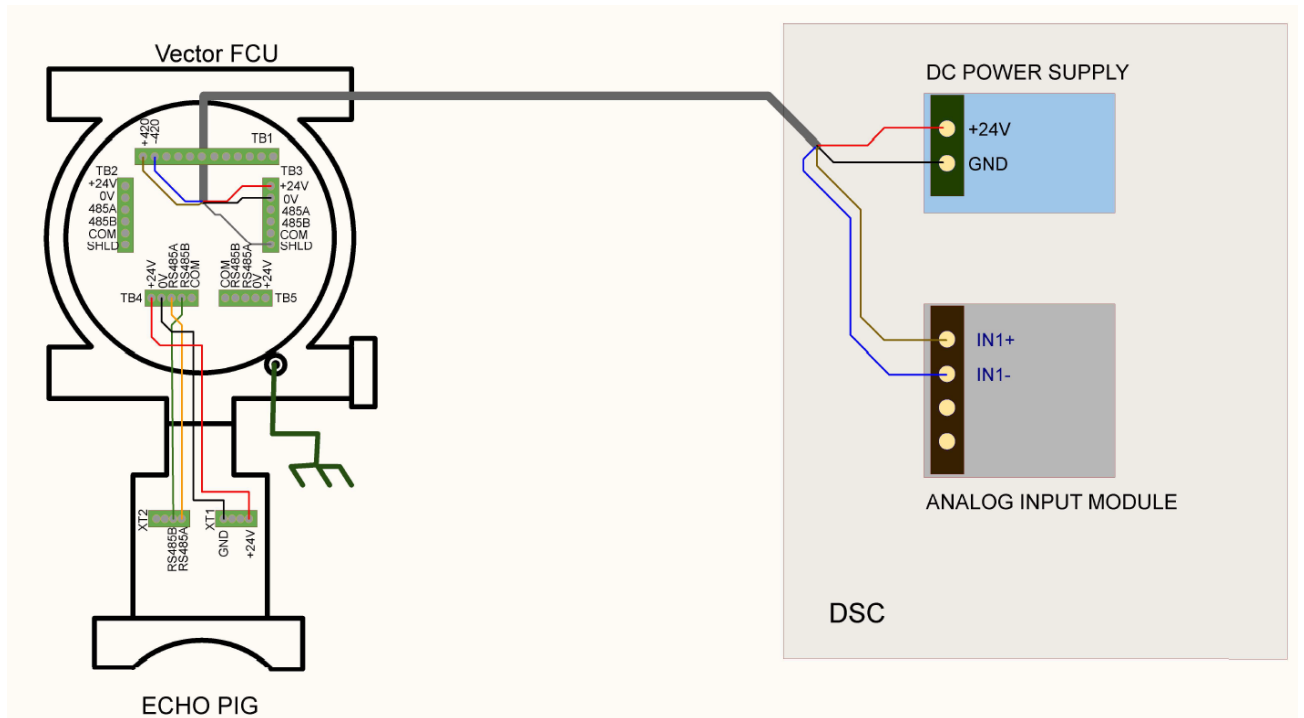 Vector FCU
+420
-420
TB1
TB2
+24V
0V
485A
485B
COM
SHLD
TB3
+24V
0V
485A
485B
COM
SHLD
+24V
0V
RS485A
RS485B
COM
TB4
COM
RS485B
RS485A
0V
+24V
TB5
XT2
RS485B
RS485A
XT1
GND
+24V
ECHO PIG
DC POWER SUPPLY
+24V
GND
IN1+
IN1-
ANALOG INPUT MODULE
DSC